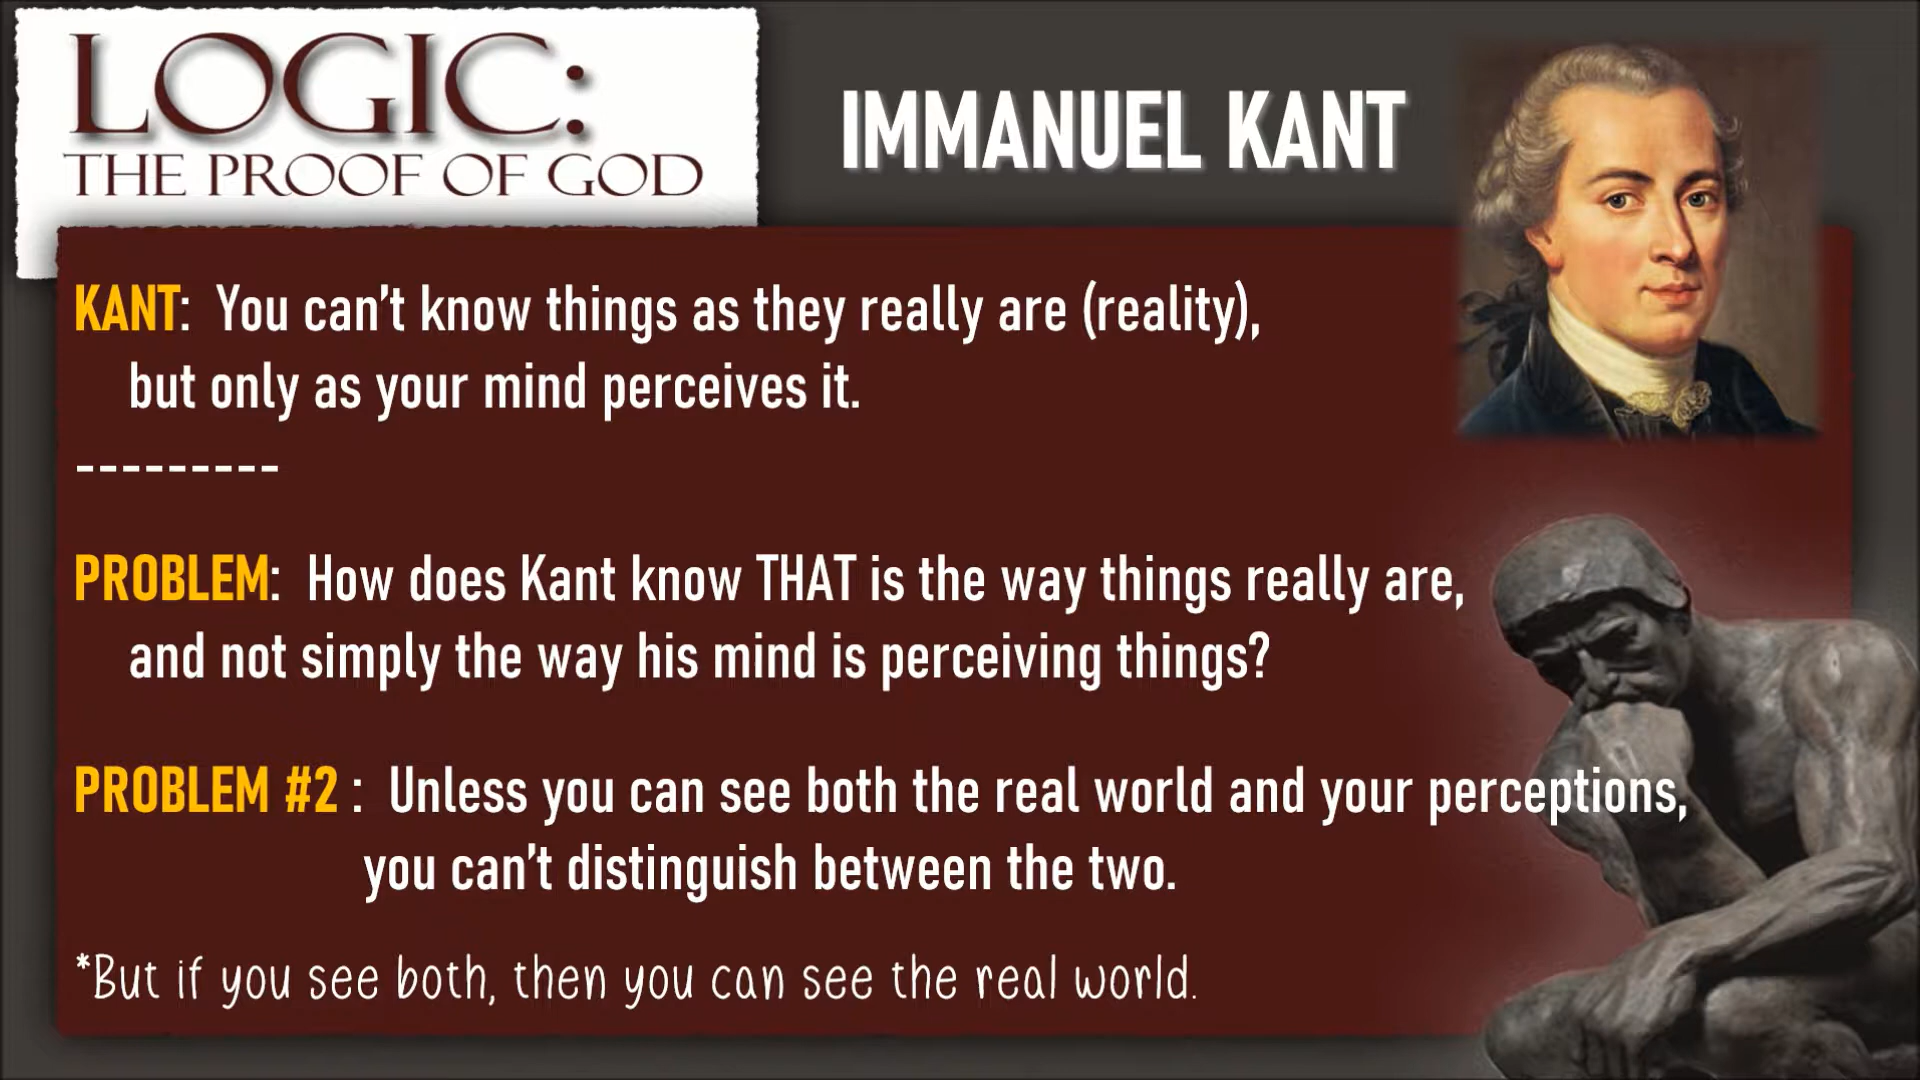 LOGIC:
THE PROOF OF GOD
IMMANUEL KANT
KANT: You can't know things as they really are (reality),
but only as your mind perceives it.
---------
PROBLEM: How does Kant know THAT is the way things really are,
and not simply the way his mind is perceiving things?
PROBLEM #2 : Unless you can see both the real world and your perceptions,
you can't distinguish between the two.
*But if you see both, then you can see the real world.